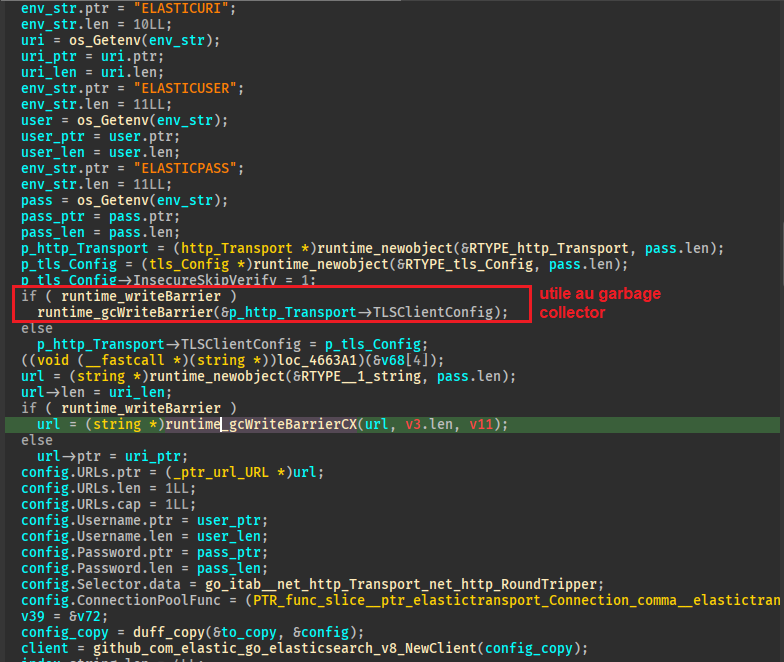 env_str.ptr = "ELASTICURI";
env_str.len = 10LL;
uri = os_Getenv(env_str);
uri_ptr = uri.ptr;
uri_len = uri.len;
env_str.ptr = "ELASTICUSER";
env_str.len = 11LL;
user = os_Getenv(env_str);
user_ptr = user.ptr;
user_len = user.len;
env_str.ptr = "ELASTICPASS";
env_str.len = 11LL;
pass = os_Getenv(env_str);
pass_ptr = pass.ptr;
pass_len = pass.len;
p_http_Transport = (http_Transport *)runtime_newobject(&RTYPE_http_Transport, pass.len);
p_tls_Config = (tls_Config *)runtime_newobject(&RTYPE_tls_Config, pass.len);
p_tls_Config→InsecureSkipVerify = 1;
if ( runtime_writeBarrier )
runtime_gcWriteBarrier(&p_http_Transport→TLSClientConfig);
utile au garbage
collector
else
p_http_Transport→TLSClientConfig = p_tls_Config;
((void (__fastcall *)(string *))loc_4663A1)(&v68[4]);
url = (string *)runtime_newobject(&RTYPE__1_string, pass.len);
url→len = uri_len;
if ( runtime_writeBarrier )
url = (string *)runtime_gcWriteBarrierCX(url, v3.len, v11);
else
url→ptr = uri_ptr;
config.URLs.ptr = (_ptr_url_URL *)url;
config.URLs.len = 1LL;
config.URLs.cap = 1LL;
config.Username.ptr = user_ptr;
config.Username.len = user_len;
config.Password.ptr = pass_ptr;
config.Password.len = pass_len;
config.Selector.data = go_itab__net_http_Transport_net_http_RoundTripper;
config.ConnectionPoolFunc = (PTR_func_slice__ptr_elastictransport_Connection_comma__elastictran
v39 = &v72;
config_copy = duff_copy(&to_copy, &config);
client = github_com_elastic_go_elasticsearch_v8_NewClient(config_copy);